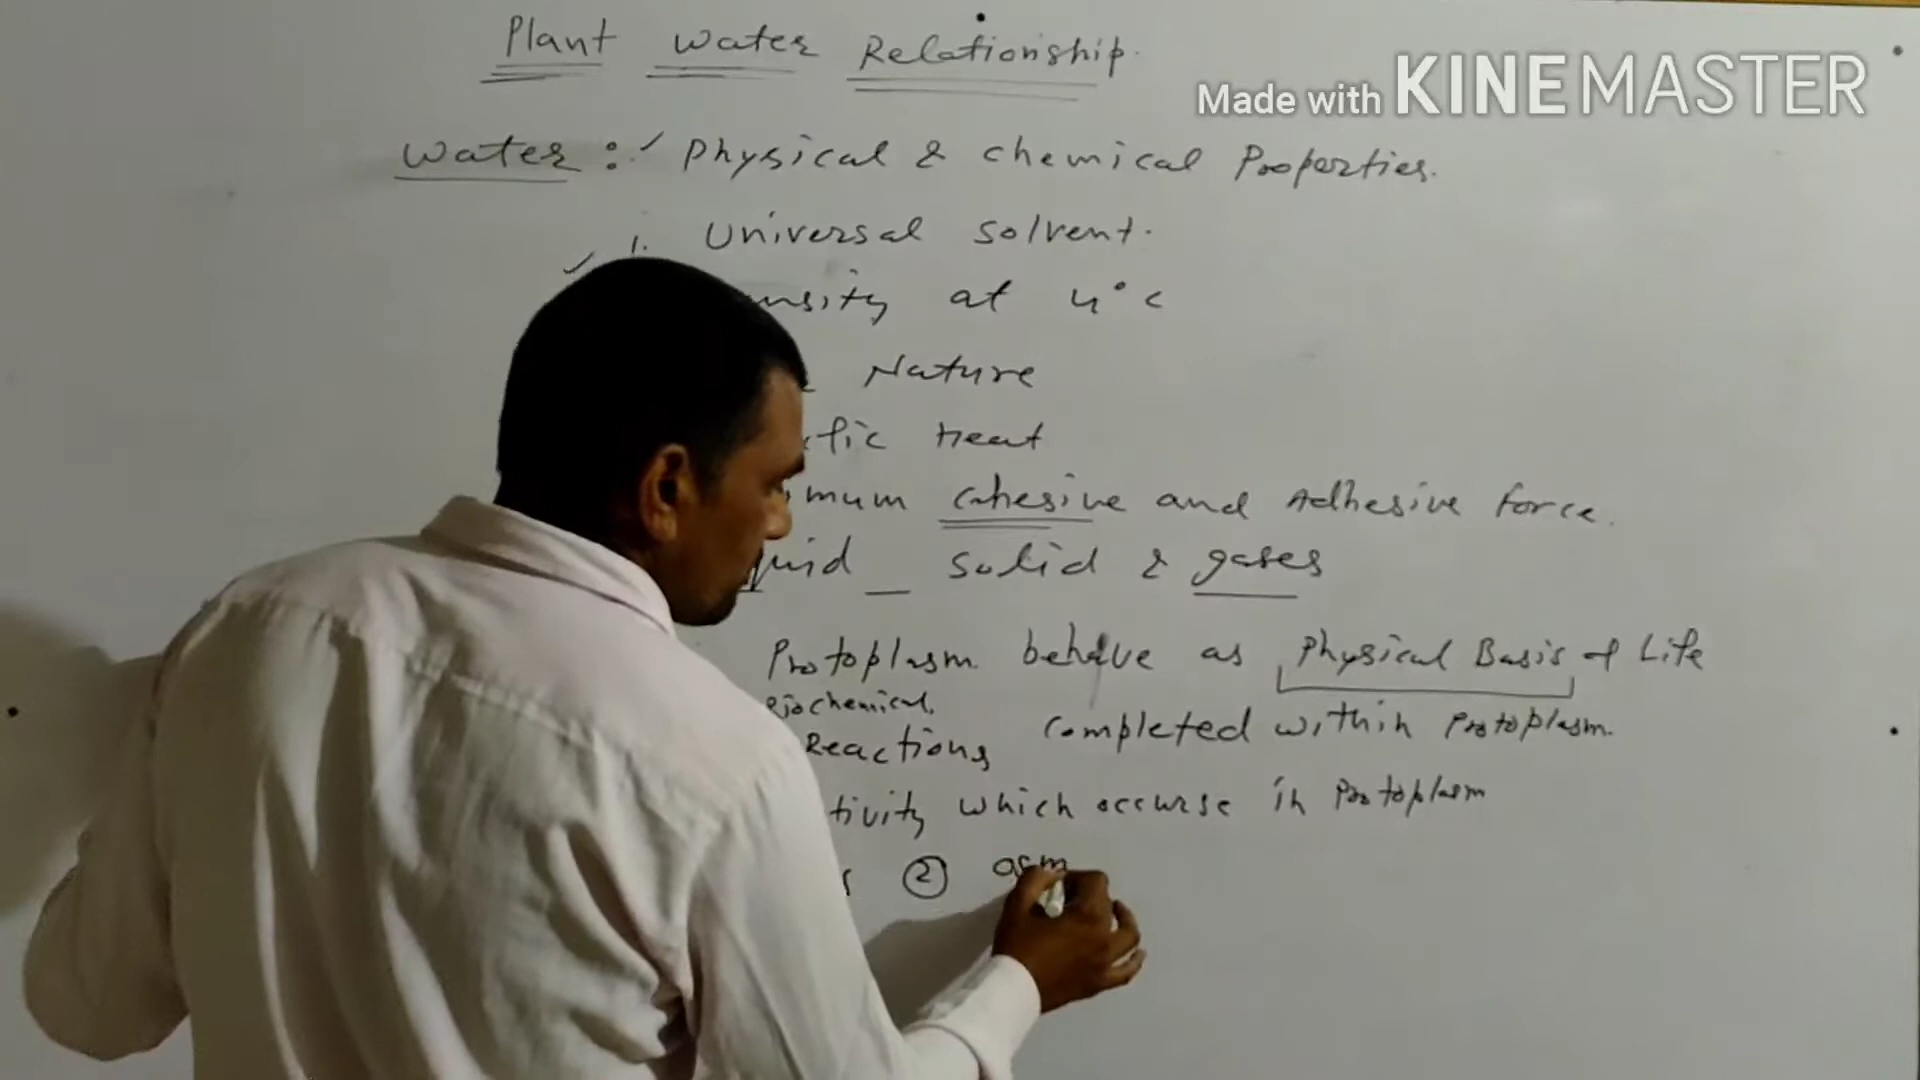 Plant water Relationship.
Made with KINEMASTER
water : Physical & chemical Properties.
1. Universal solvent.
nsity at 4°C
Nature
ific Heat
mum Cohesive and Adhesive force.
quid _ solid & gases
Protoplasm behave as Physical Basis of Life
Biochemical
Reactions completed within Protoplasm.
tivity which occurse in Protoplasm
② osm